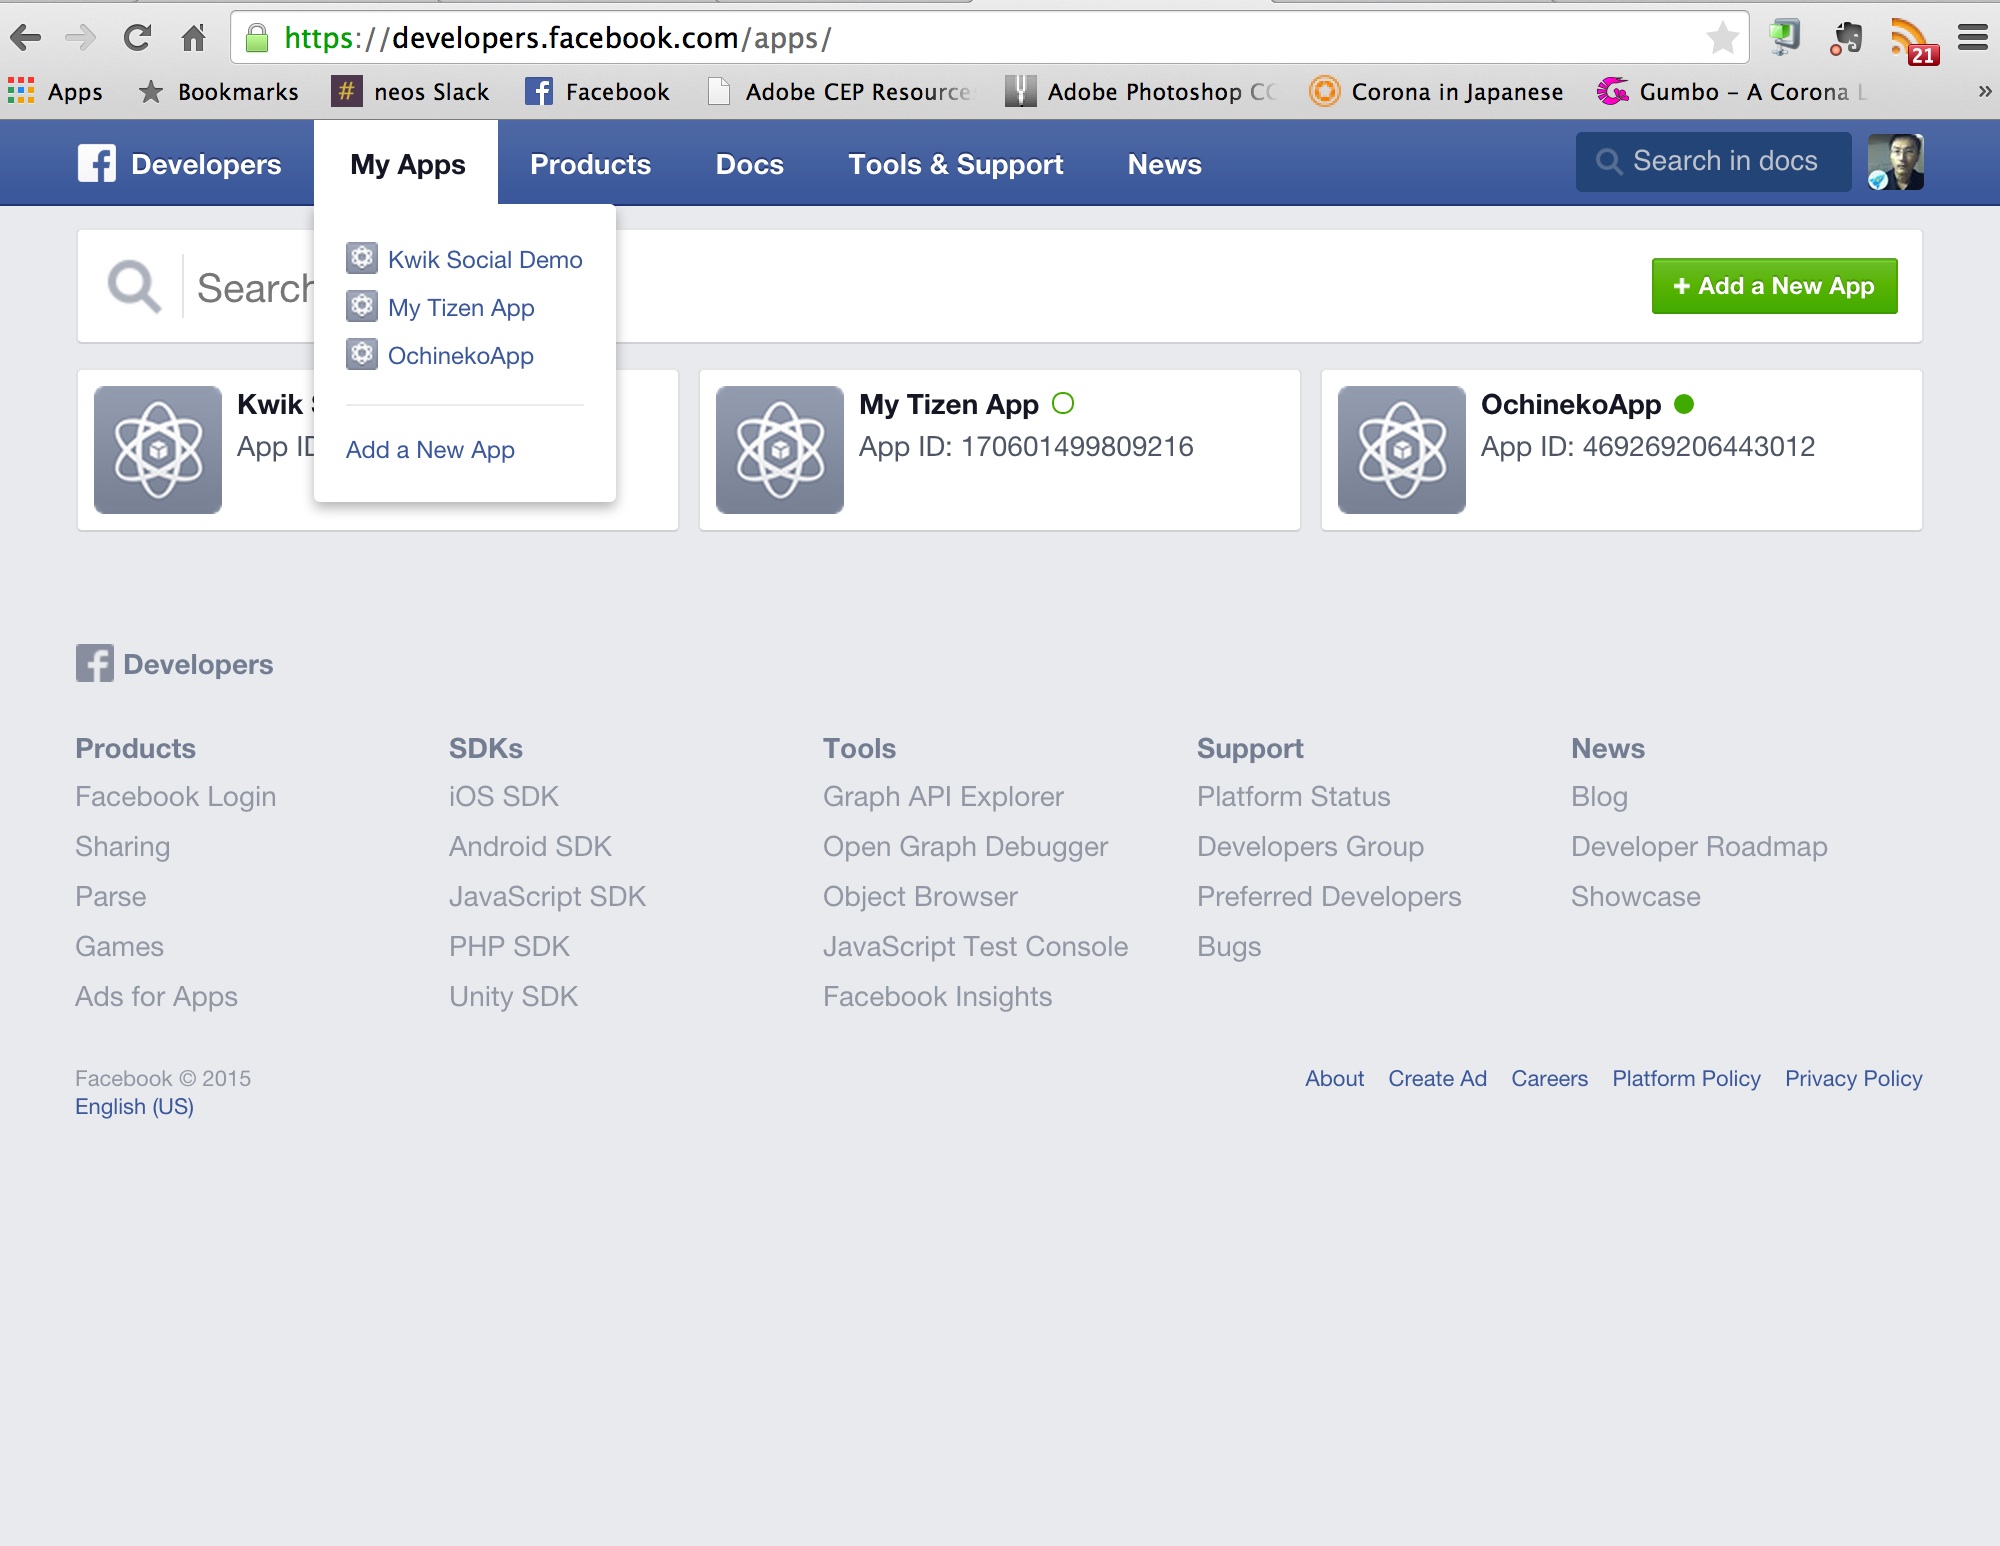 https://developers.facebook.com/apps/
21
Apps Bookmarks # neos Slack Facebook Adobe CEP Resource Adobe Photoshop CC Corona in Japanese Gumbo – A Corona L »
Developers My Apps Products Docs Tools & Support News Search in docs
Search
+ Add a New App
Kwik Social Demo
My Tizen App
OchinekoApp
Add a New App
Kwik
App ID
My Tizen App
App ID: 170601499809216
OchinekoApp
App ID: 469269206443012
Developers
Products
Facebook Login
Sharing
Parse
Games
Ads for Apps
SDKs
iOS SDK
Android SDK
JavaScript SDK
PHP SDK
Unity SDK
Tools
Graph API Explorer
Open Graph Debugger
Object Browser
JavaScript Test Console
Facebook Insights
Support
Platform Status
Developers Group
Preferred Developers
Bugs
News
Blog
Developer Roadmap
Showcase
Facebook © 2015
English (US)
About Create Ad Careers Platform Policy Privacy Policy